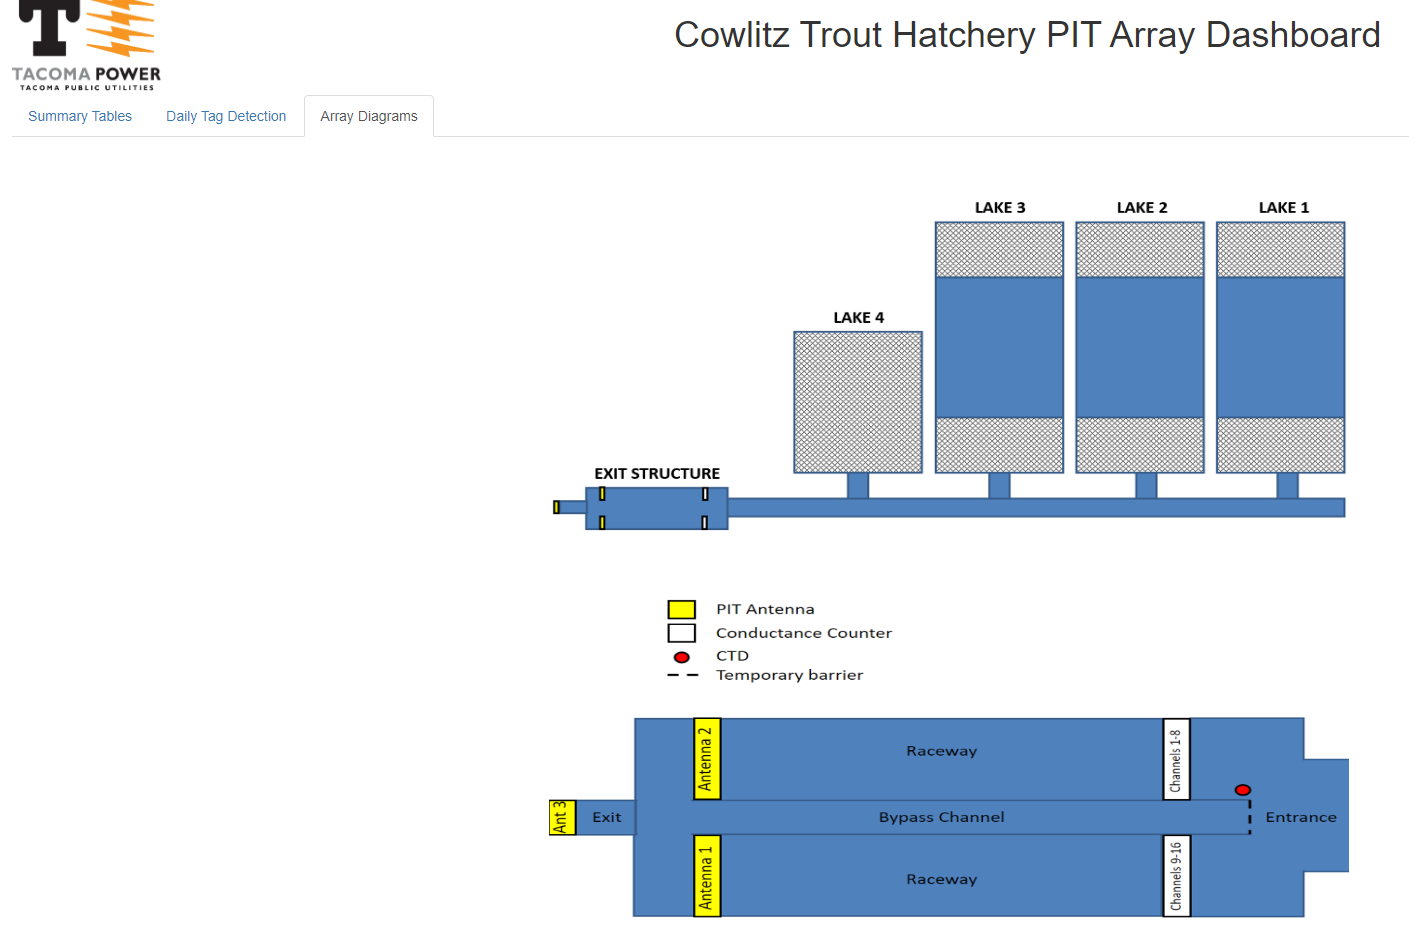 T
TACOMA POWER
TACOMA PUBLIC UTILITIES
Cowlitz Trout Hatchery PIT Array Dashboard
Summary Tables
Daily Tag Detection
Array Diagrams
LAKE 3
LAKE 2
LAKE 1
LAKE 4
EXIT STRUCTURE
PIT Antenna
Conductance Counter
CTD
Temporary barrier
Antenna 2
Raceway
Channels 1-8
Ant 3
Exit
Bypass Channel
Entrance
Antenna 1
Raceway
Channels 9-16